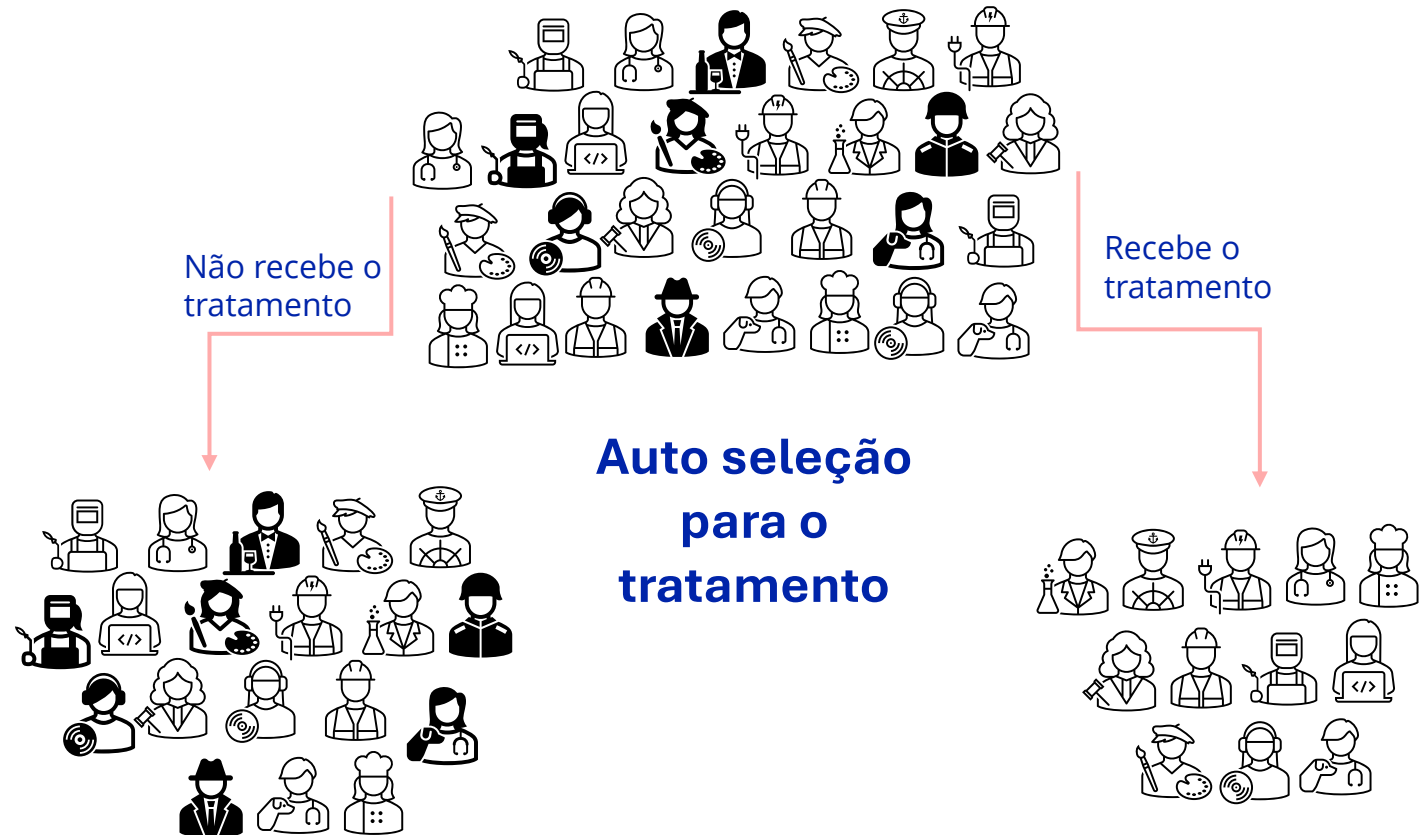 Não recebe o
tratamento
Recebe o
tratamento
Auto seleção
para o
tratamento